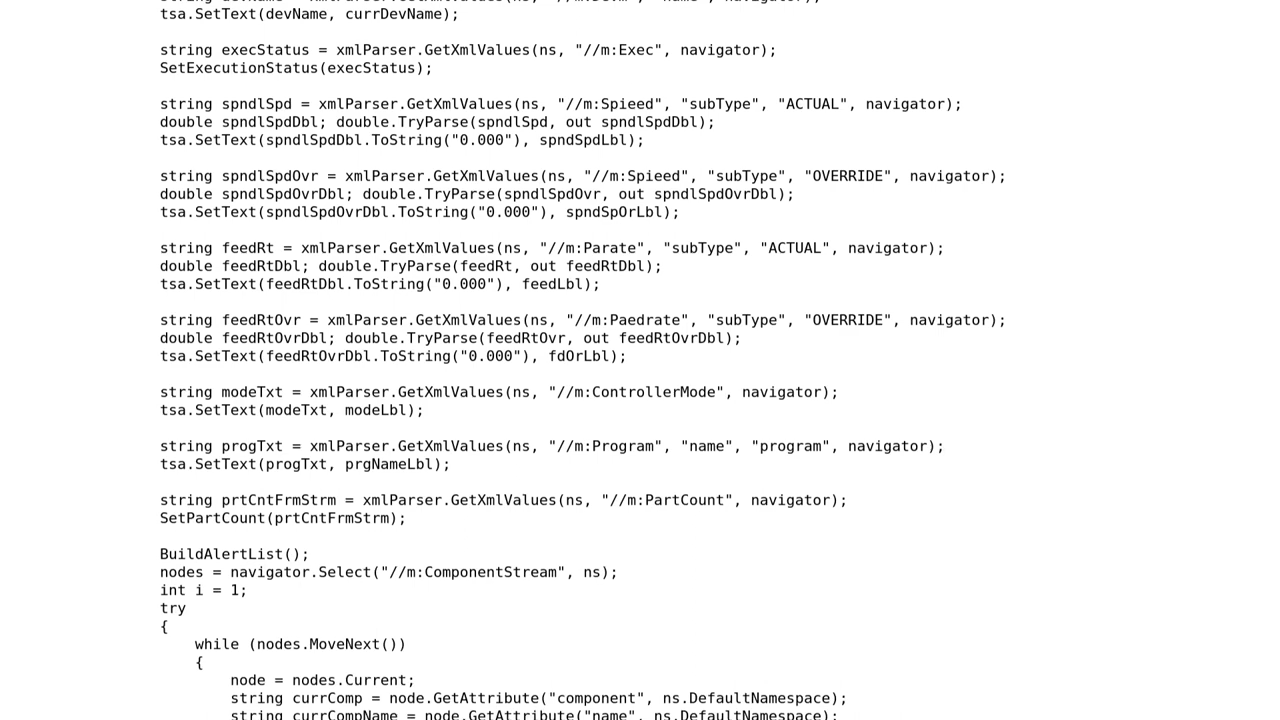 tsa.SetText(devName, currDevName);
string execStatus = xmlParser.GetXmlValues(ns, "//m:Exec", navigator);
SetExecutionStatus(execStatus);
string spndlSpd = xmlParser.GetXmlValues(ns, "//m:Spieed", "subType", "ACTUAL", navigator);
double spndlSpdDbl; double.TryParse(spndlSpd, out spndlSpdDbl);
tsa.SetText(spndlSpdDbl.ToString("0.000"), spndSpdLbl);
string spndlSpdOvr = xmlParser.GetXmlValues(ns, "//m:Spieed", "subType", "OVERRIDE", navigator);
double spndlSpdOvrDbl; double.TryParse(spndlSpdOvr, out spndlSpdOvrDbl);
tsa.SetText(spndlSpdOvrDbl.ToString("0.000"), spndSpOrLbl);
string feedRt = xmlParser.GetXmlValues(ns, "//m:Parate", "subType", "ACTUAL", navigator);
double feedRtDbl; double.TryParse(feedRt, out feedRtDbl);
tsa.SetText(feedRtDbl.ToString("0.000"), feedLbl);
string feedRtOvr = xmlParser.GetXmlValues(ns, "//m:Paedrate", "subType", "OVERRIDE", navigator);
double feedRtOvrDbl; double.TryParse(feedRtOvr, out feedRtOvrDbl);
tsa.SetText(feedRtOvrDbl.ToString("0.000"), fdOrLbl);
string modeTxt = xmlParser.GetXmlValues(ns, "//m:ControllerMode", navigator);
tsa.SetText(modeTxt, modeLbl);
string progTxt = xmlParser.GetXmlValues(ns, "//m:Program", "name", "program", navigator);
tsa.SetText(progTxt, prgNameLbl);
string prtCntFrmStrm = xmlParser.GetXmlValues(ns, "//m:PartCount", navigator);
SetPartCount(prtCntFrmStrm);
BuildAlertList();
nodes = navigator.Select("//m:ComponentStream", ns);
int i = 1;
try
{
while (nodes.MoveNext())
{
node = nodes.Current;
string currComp = node.GetAttribute("component", ns.DefaultNamespace);
string currCompName = node.GetAttribute("name", ns.DefaultNamespace);